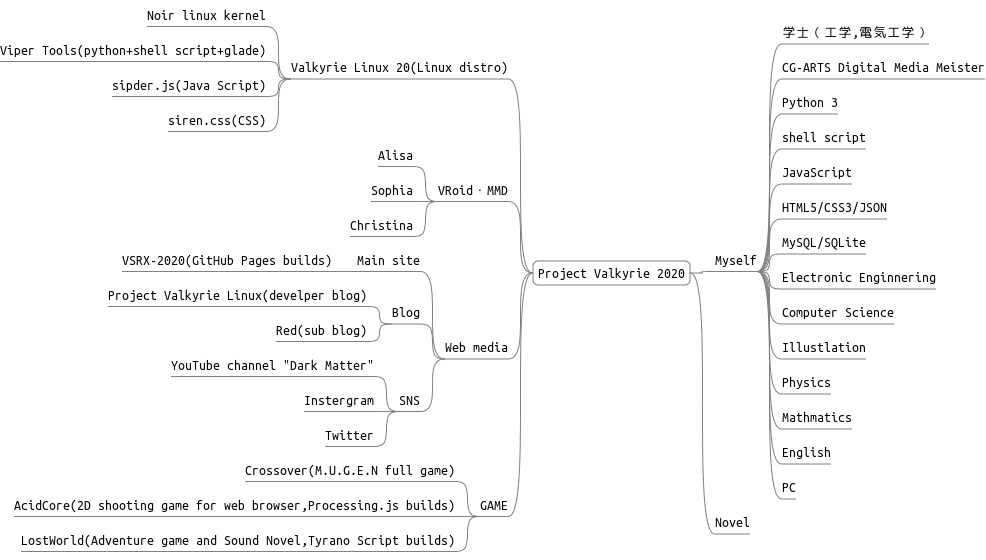 Noir linux kernel
Viper Tools(python+shell script+glade)
sipder.js(Java Script)
siren.css(CSS)
Valkyrie Linux 20(Linux distro)
Alisa
Sophia
Christina
VRoid・MMD
VSRX-2020(GitHub Pages builds)
Main site
Project Valkyrie Linux(develper blog)
Red(sub blog)
Blog
YouTube channel "Dark Matter"
Instergram
Twitter
SNS
Web media
Crossover(M.U.G.E.N full game)
AcidCore(2D shooting game for web browser,Processing.js builds)
LostWorld(Adventure game and Sound Novel,Tyrano Script builds)
GAME
Project Valkyrie 2020
Myself
学士（工学,電気工学）
CG-ARTS Digital Media Meister
Python 3
shell script
JavaScript
HTML5/CSS3/JSON
MySQL/SQLite
Electronic Enginnering
Computer Science
Illustlation
Physics
Mathmatics
English
PC
Novel